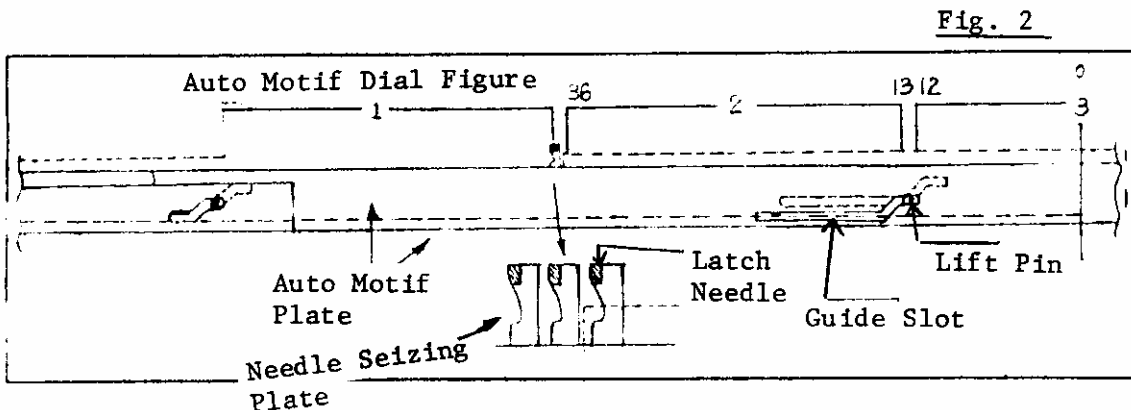 Fig. 2
Auto Motif Dial Figure
36 13 12 0
1 2 3
Auto Motif
Plate
Latch
Needle
Lift Pin
Guide Slot
Needle Seizing
Plate